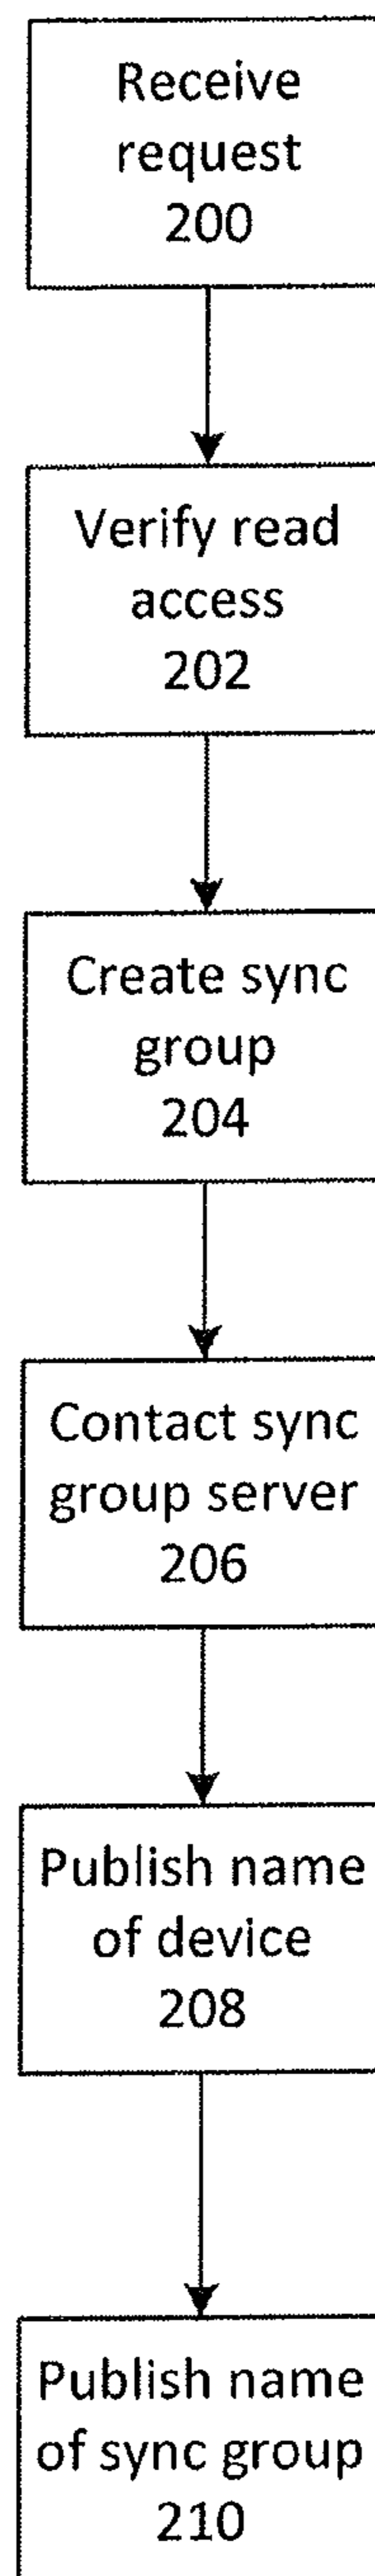 Receive
request
200
Verify read
access
202
Create sync
group
204
Contact sync
group server
206
Publish name
of device
208
Publish name
of sync group
210